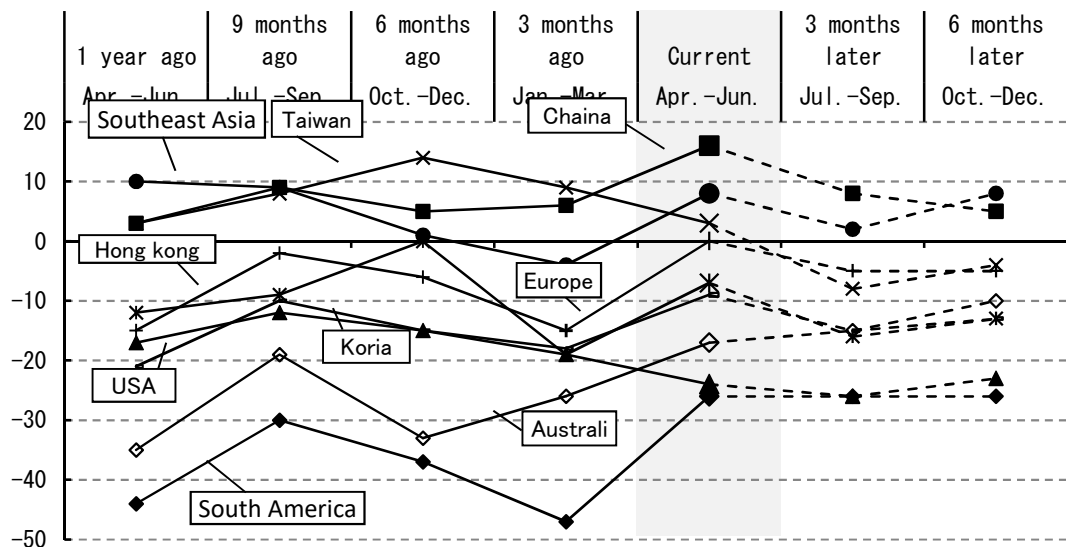 1 year ago
Apr.-Jun.
9 months
ago
Jul.-Sep.
6 months
ago
Oct.-Dec.
3 months
ago
Jan.-Mar.
Current
Apr.-Jun.
3 months
later
Jul.-Sep.
6 months
later
Oct.-Dec.
20
10
0
-10
-20
-30
-40
-50
Southeast Asia
Taiwan
Chaina
Hong kong
Europe
Koria
USA
Australi
South America